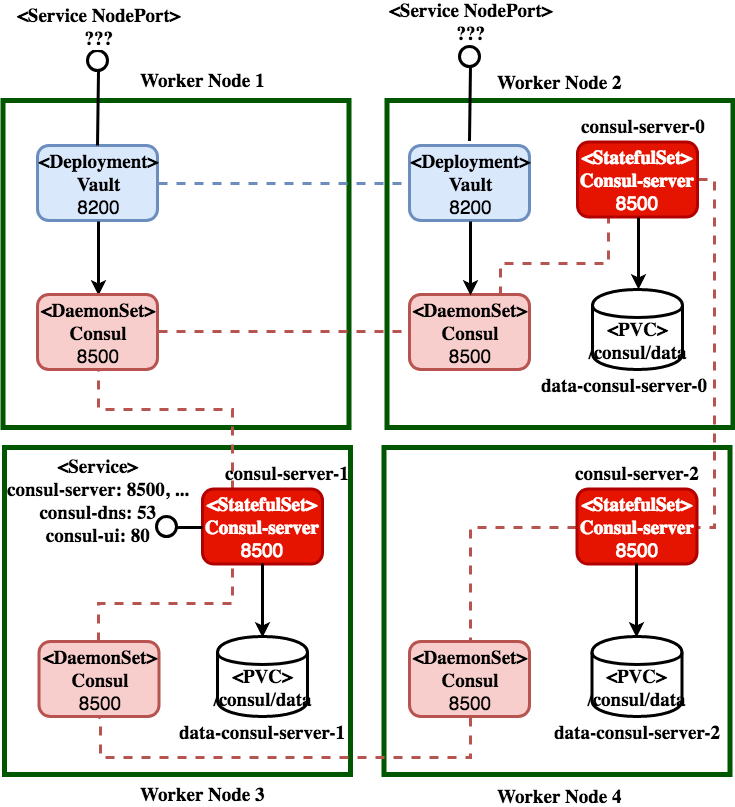 <Service NodePort>
???
<Service NodePort>
???
Worker Node 1
Worker Node 2
<Deployment>
Vault
8200
<Deployment>
Vault
8200
consul-server-0
<StatefulSet>
Consul-server
8500
<DaemonSet>
Consul
8500
<DaemonSet>
Consul
8500
<PVC>
/consul/data
data-consul-server-0
<Service>
consul-server: 8500, ...
consul-dns: 53
consul-ui: 80
consul-server-1
<StatefulSet>
Consul-server
8500
consul-server-2
<StatefulSet>
Consul-server
8500
<DaemonSet>
Consul
8500
<PVC>
/consul/data
data-consul-server-1
<DaemonSet>
Consul
8500
<PVC>
/consul/data
data-consul-server-2
Worker Node 3
Worker Node 4